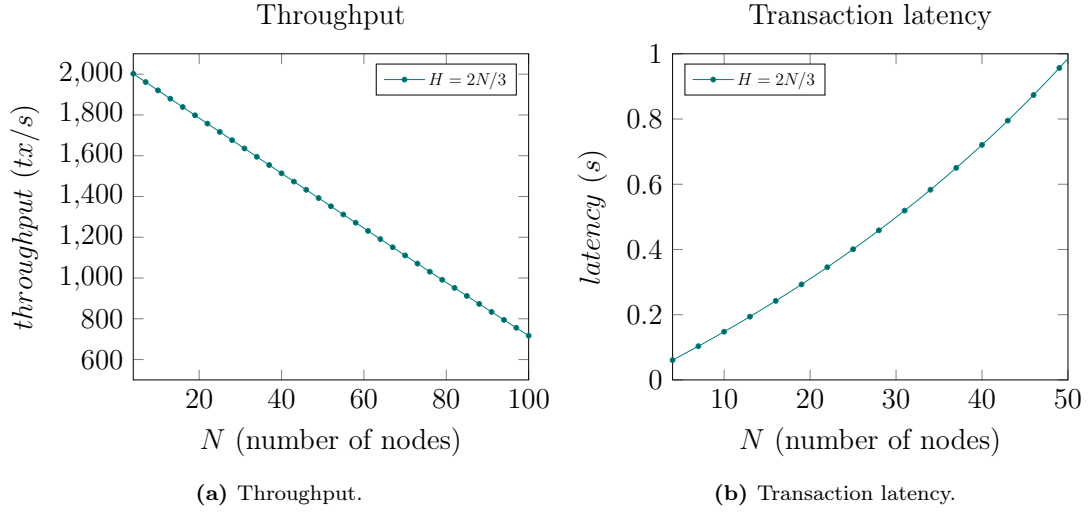 Throughput
2,000
1,800
1,600
1,400
1,200
1,000
800
600
throughput (tx/s)
H = 2N/3
20 40 60 80 100
N (number of nodes)
(a) Throughput.
Transaction latency
1
0.8
0.6
0.4
0.2
0
latency (s)
H = 2N/3
10 20 30 40 50
N (number of nodes)
(b) Transaction latency.